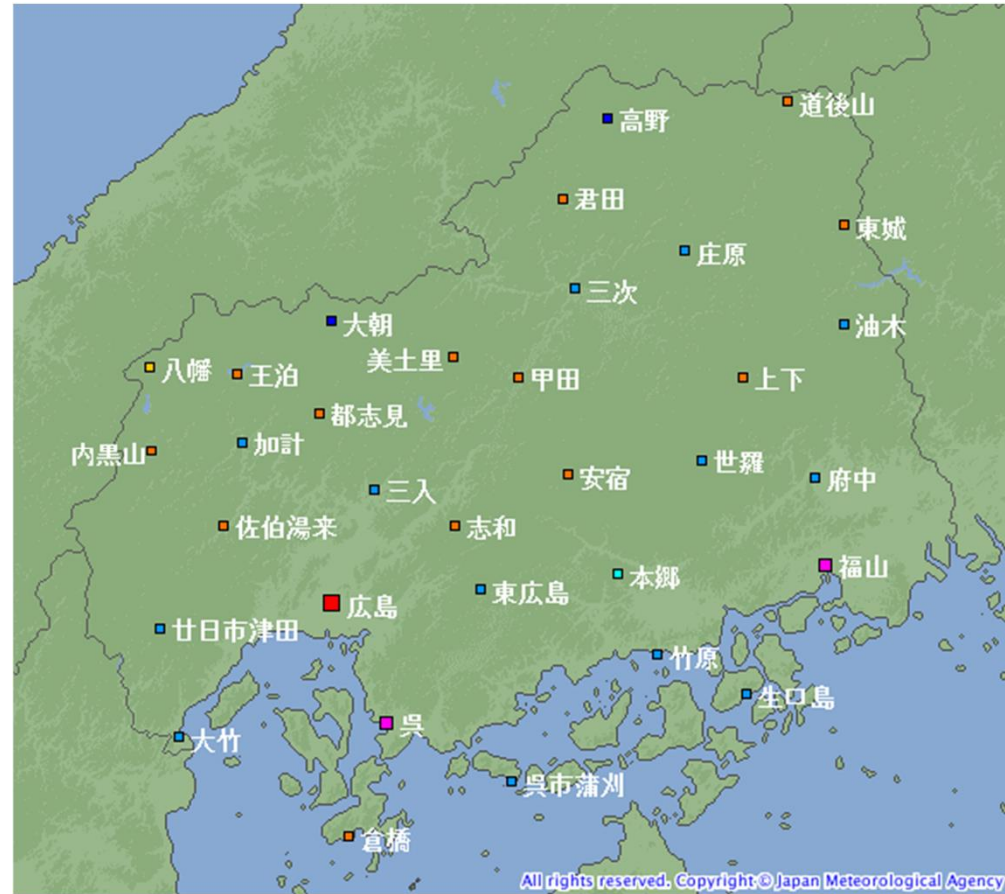 道後山
高野
君田
東城
庄原
三次
大朝
油木
美土里
八幡
王泊
甲田
上下
都志見
加計
内黒山
世羅
安宿
府中
三入
佐伯湯来
志和
福山
本郷
東広島
広島
廿日市津田
竹原
生口島
呉
大竹
呉市蒲刈
倉橋
All rights reserved. Copyright © Japan Meteorological Agency